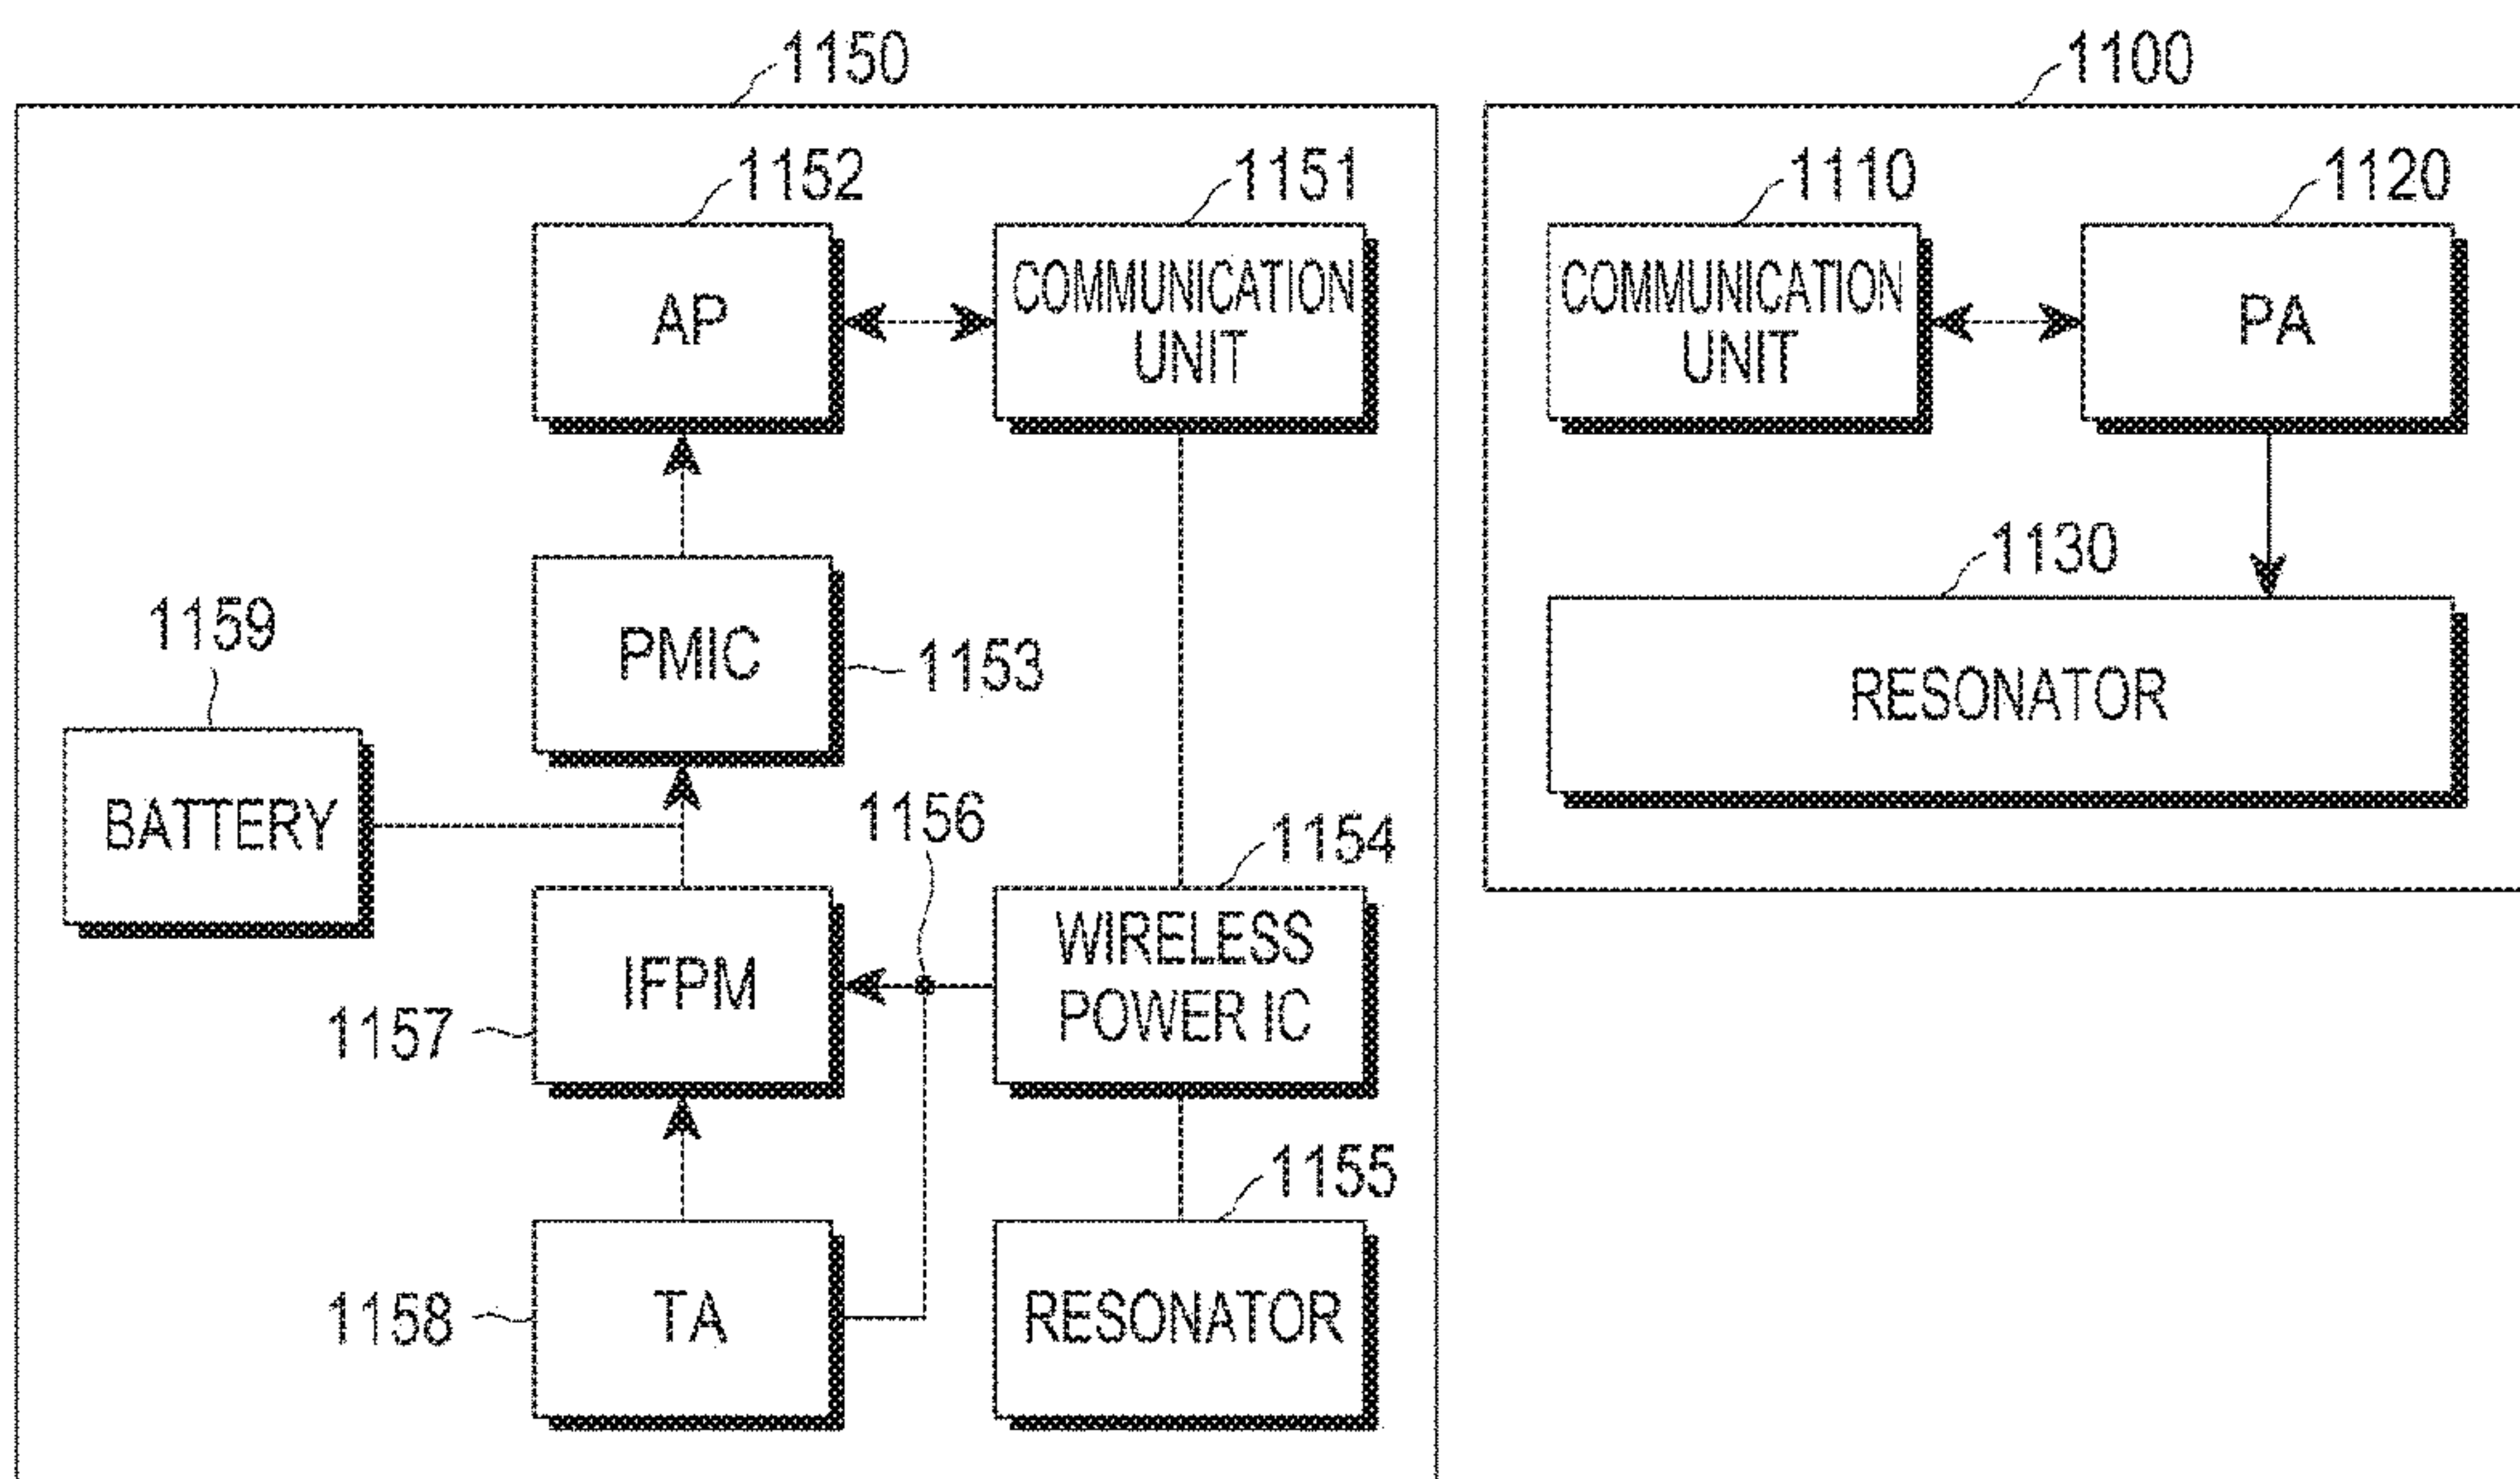 1150
1100
1152
1151
1110
1120
AP
COMMUNICATION
UNIT
COMMUNICATION
UNIT
PA
1130
1159
PMIC
1153
RESONATOR
BATTERY
1156
1154
IFPM
WIRELESS
POWER IC
1157
1155
1158
TA
RESONATOR